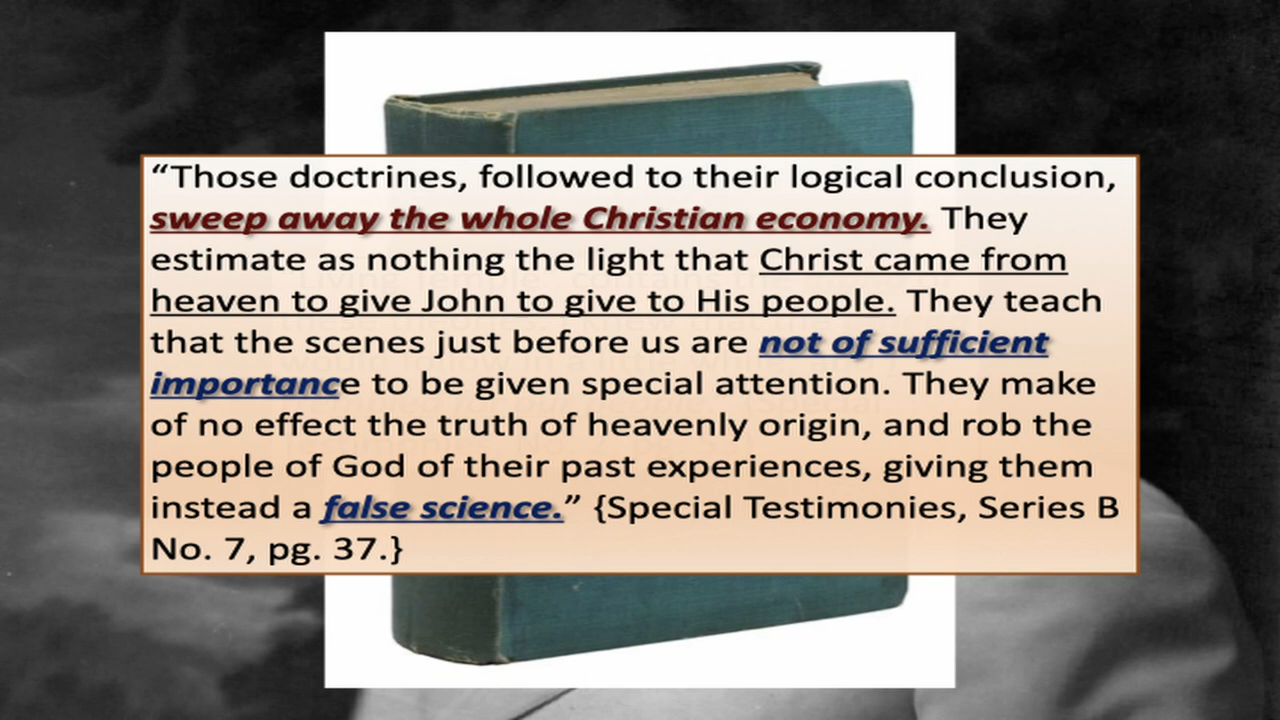 “Those doctrines, followed to their logical conclusion,
sweep away the whole Christian economy. They
estimate as nothing the light that Christ came from
heaven to give John to give to His people. They teach
that the scenes just before us are not of sufficient
importance to be given special attention. They make
of no effect the truth of heavenly origin, and rob the
people of God of their past experiences, giving them
instead a false science.” {Special Testimonies, Series B
No. 7, pg. 37.}